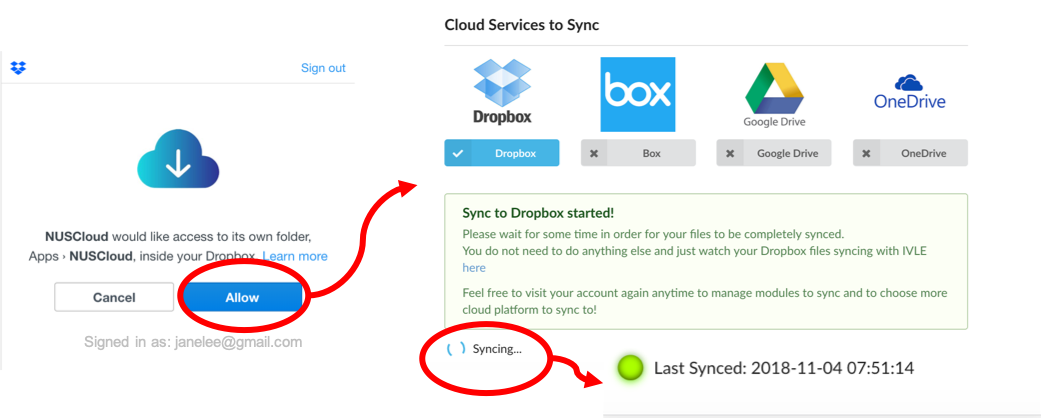 Sign out
NUSCloud would like access to its own folder,
Apps › NUSCloud, inside your Dropbox. Learn more
Cancel
Allow
Signed in as: janelee@gmail.com
Cloud Services to Sync
Dropbox
box
Google Drive
OneDrive
Dropbox
Box
Google Drive
OneDrive
Sync to Dropbox started!
Please wait for some time in order for your files to be completely synced.
You do not need to do anything else and just watch your Dropbox files syncing with IVLE
here
Feel free to visit your account again anytime to manage modules to sync and to choose more
cloud platform to sync to!
Syncing...
Last Synced: 2018-11-04 07:51:14